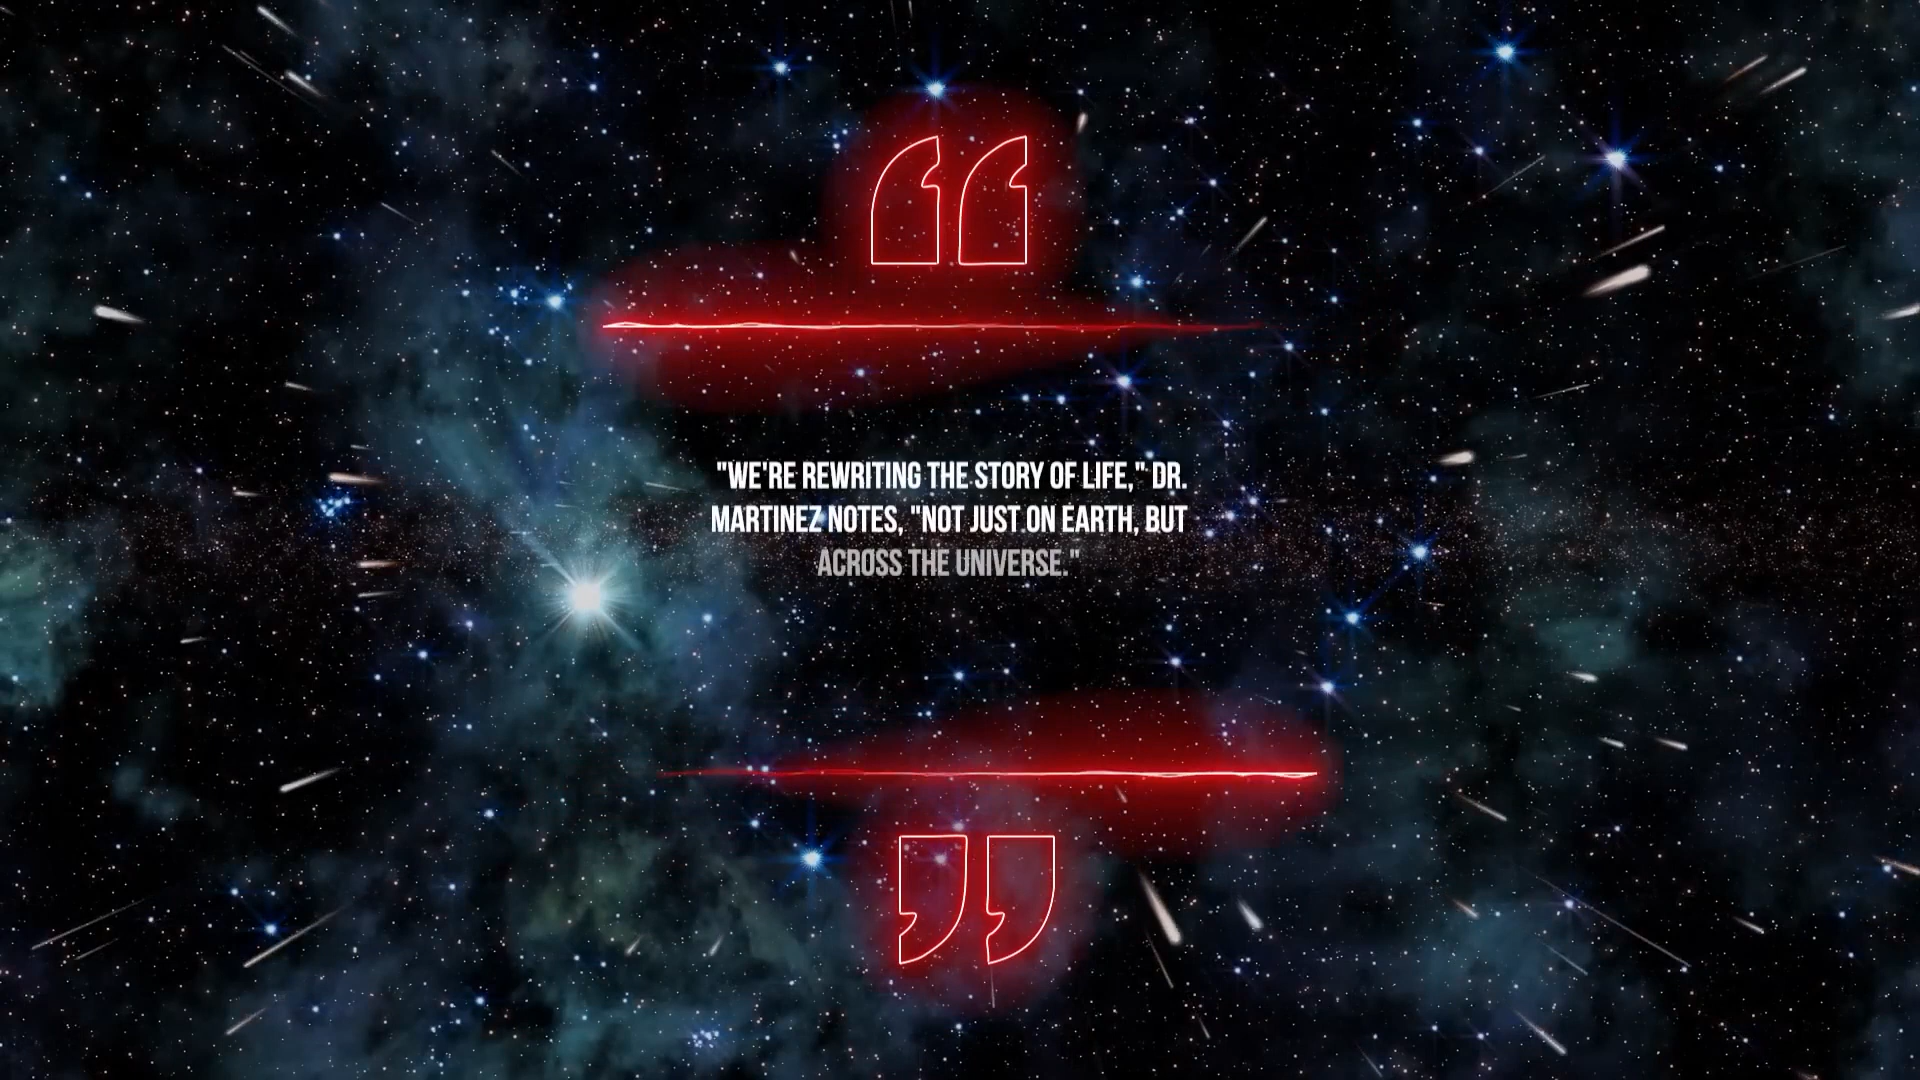 "WE'RE REWRITING THE STORY OF LIFE," DR.
MARTINEZ NOTES, "NOT JUST ON EARTH, BUT
ACROSS THE UNIVERSE."